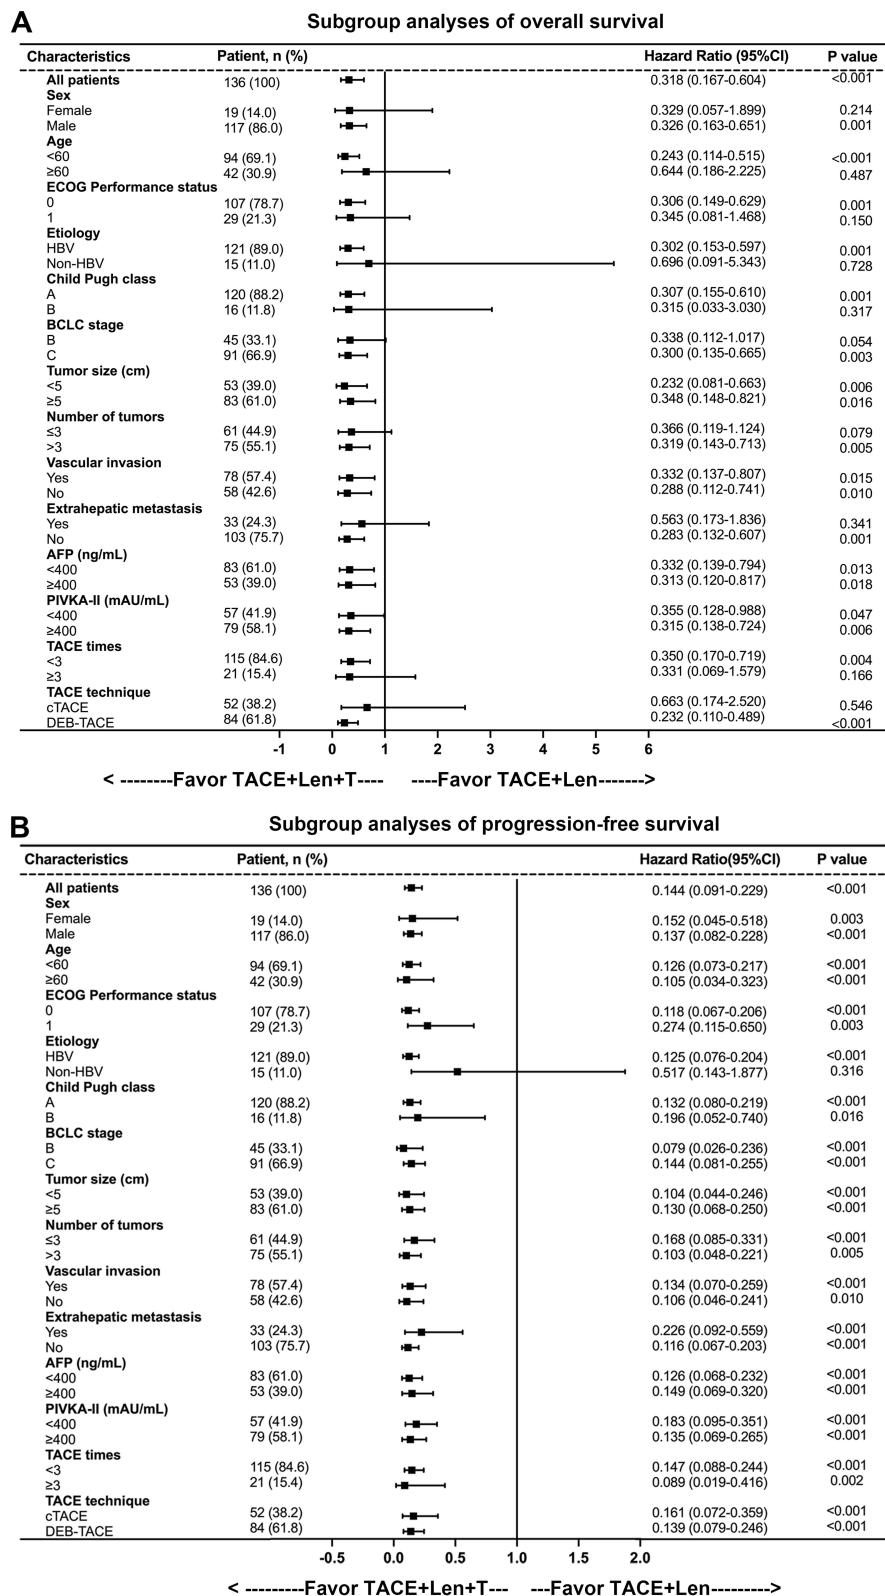 A
Subgroup analyses of overall survival
Characteristics Patient, n (%) Hazard Ratio (95%CI) P value
All patients 136 (100) 0.318 (0.167-0.604) <0.001
Sex
Female 19 (14.0) 0.329 (0.057-1.899) 0.214
Male 117 (86.0) 0.326 (0.163-0.651) 0.001
Age
<60 94 (69.1) 0.243 (0.114-0.515) <0.001
≥60 42 (30.9) 0.644 (0.186-2.225) 0.487
ECOG Performance status
0 107 (78.7) 0.306 (0.149-0.629) 0.001
1 29 (21.3) 0.345 (0.081-1.468) 0.150
Etiology
HBV 121 (89.0) 0.302 (0.153-0.597) 0.001
Non-HBV 15 (11.0) 0.696 (0.091-5.343) 0.728
Child Pugh class
A 120 (88.2) 0.307 (0.155-0.610) 0.001
B 16 (11.8) 0.315 (0.033-3.030) 0.317
BCLC stage
B 45 (33.1) 0.338 (0.112-1.017) 0.054
C 91 (66.9) 0.300 (0.135-0.665) 0.003
Tumor size (cm)
<5 53 (39.0) 0.232 (0.081-0.663) 0.006
≥5 83 (61.0) 0.348 (0.148-0.821) 0.016
Number of tumors
≤3 61 (44.9) 0.366 (0.119-1.124) 0.079
>3 75 (55.1) 0.319 (0.143-0.713) 0.005
Vascular invasion
Yes 78 (57.4) 0.332 (0.137-0.807) 0.015
No 58 (42.6) 0.288 (0.112-0.741) 0.010
Extrahepatic metastasis
Yes 33 (24.3) 0.563 (0.173-1.836) 0.341
No 103 (75.7) 0.283 (0.132-0.607) 0.001
AFP (ng/mL)
<400 83 (61.0) 0.332 (0.139-0.794) 0.013
≥400 53 (39.0) 0.313 (0.120-0.817) 0.018
PIVKA-II (mAU/mL)
<400 57 (41.9) 0.355 (0.128-0.988) 0.047
≥400 79 (58.1) 0.315 (0.138-0.724) 0.006
TACE times
<3 115 (84.6) 0.350 (0.170-0.719) 0.004
≥3 21 (15.4) 0.331 (0.069-1.579) 0.166
TACE technique
cTACE 52 (38.2) 0.663 (0.174-2.520) 0.546
DEB-TACE 84 (61.8) 0.232 (0.110-0.489) <0.001
-1 0 1 2 3 4 5 6
< --------Favor TACE+Len+T---- ----Favor TACE+Len------->
B
Subgroup analyses of progression-free survival
Characteristics Patient, n (%) Hazard Ratio(95%CI) P value
All patients 136 (100) 0.144 (0.091-0.229) <0.001
Sex
Female 19 (14.0) 0.152 (0.045-0.518) 0.003
Male 117 (86.0) 0.137 (0.082-0.228) <0.001
Age
<60 94 (69.1) 0.126 (0.073-0.217) <0.001
≥60 42 (30.9) 0.105 (0.034-0.323) <0.001
ECOG Performance status
0 107 (78.7) 0.118 (0.067-0.206) <0.001
1 29 (21.3) 0.274 (0.115-0.650) 0.003
Etiology
HBV 121 (89.0) 0.125 (0.076-0.204) <0.001
Non-HBV 15 (11.0) 0.517 (0.143-1.877) 0.316
Child Pugh class
A 120 (88.2) 0.132 (0.080-0.219) <0.001
B 16 (11.8) 0.196 (0.052-0.740) 0.016
BCLC stage
B 45 (33.1) 0.079 (0.026-0.236) <0.001
C 91 (66.9) 0.144 (0.081-0.255) <0.001
Tumor size (cm)
<5 53 (39.0) 0.104 (0.044-0.246) <0.001
≥5 83 (61.0) 0.130 (0.068-0.250) <0.001
Number of tumors
≤3 61 (44.9) 0.168 (0.085-0.331) <0.001
>3 75 (55.1) 0.103 (0.048-0.221) 0.005
Vascular invasion
Yes 78 (57.4) 0.134 (0.070-0.259) <0.001
No 58 (42.6) 0.106 (0.046-0.241) 0.010
Extrahepatic metastasis
Yes 33 (24.3) 0.226 (0.092-0.559) <0.001
No 103 (75.7) 0.116 (0.067-0.203) <0.001
AFP (ng/mL)
<400 83 (61.0) 0.126 (0.068-0.232) <0.001
≥400 53 (39.0) 0.149 (0.069-0.320) <0.001
PIVKA-II (mAU/mL)
<400 57 (41.9) 0.183 (0.095-0.351) <0.001
≥400 79 (58.1) 0.135 (0.069-0.265) <0.001
TACE times
<3 115 (84.6) 0.147 (0.088-0.244) <0.001
≥3 21 (15.4) 0.089 (0.019-0.416) 0.002
TACE technique
cTACE 52 (38.2) 0.161 (0.072-0.359) <0.001
DEB-TACE 84 (61.8) 0.139 (0.079-0.246) <0.001
-0.5 0.0 0.5 1.0 1.5 2.0
< ---------Favor TACE+Len+T--- ---Favor TACE+Len--------->